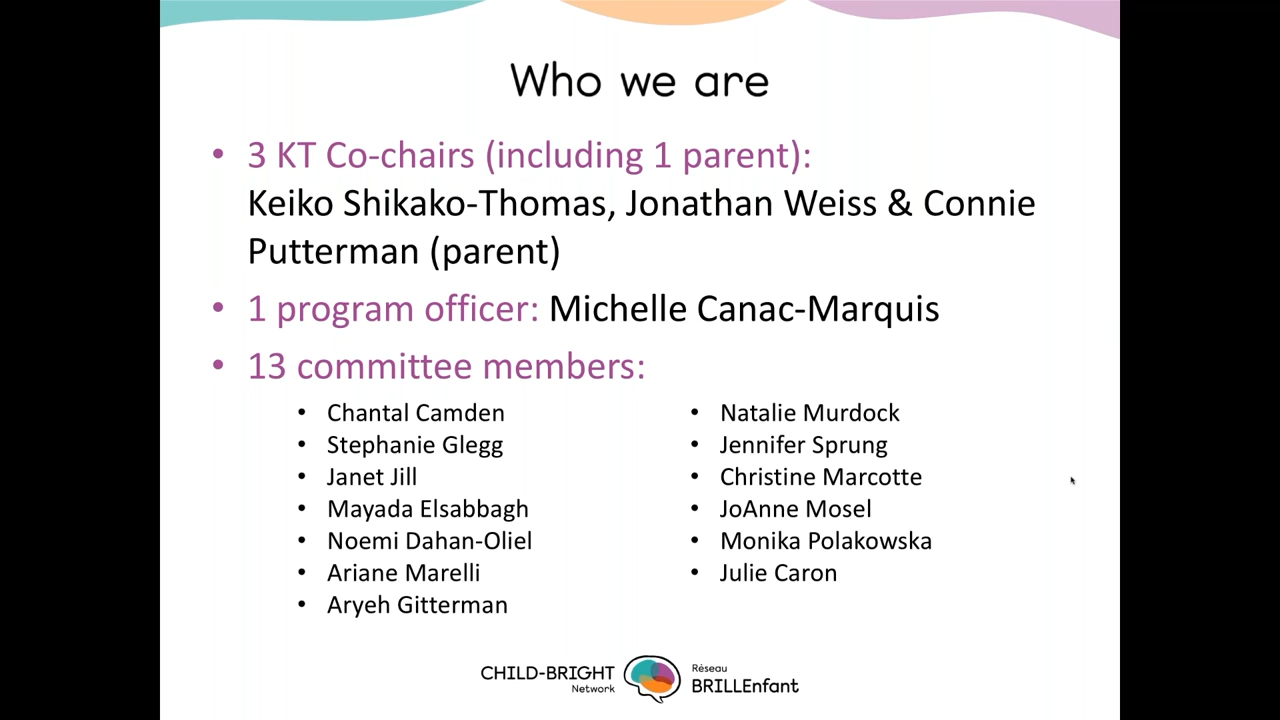 Who we are
• 3 KT Co-chairs (including 1 parent):
Keiko Shikako-Thomas, Jonathan Weiss & Connie
Putterman (parent)
• 1 program officer: Michelle Canac-Marquis
• 13 committee members:
• Chantal Camden
• Stephanie Glegg
• Janet Jill
• Mayada Elsabbagh
• Noemi Dahan-Oliel
• Ariane Marelli
• Aryeh Gitterman
• Natalie Murdock
• Jennifer Sprung
• Christine Marcotte
• JoAnne Mosel
• Monika Polakowska
• Julie Caron
CHILD-BRIGHT
Network
Réseau
BRILLEnfant